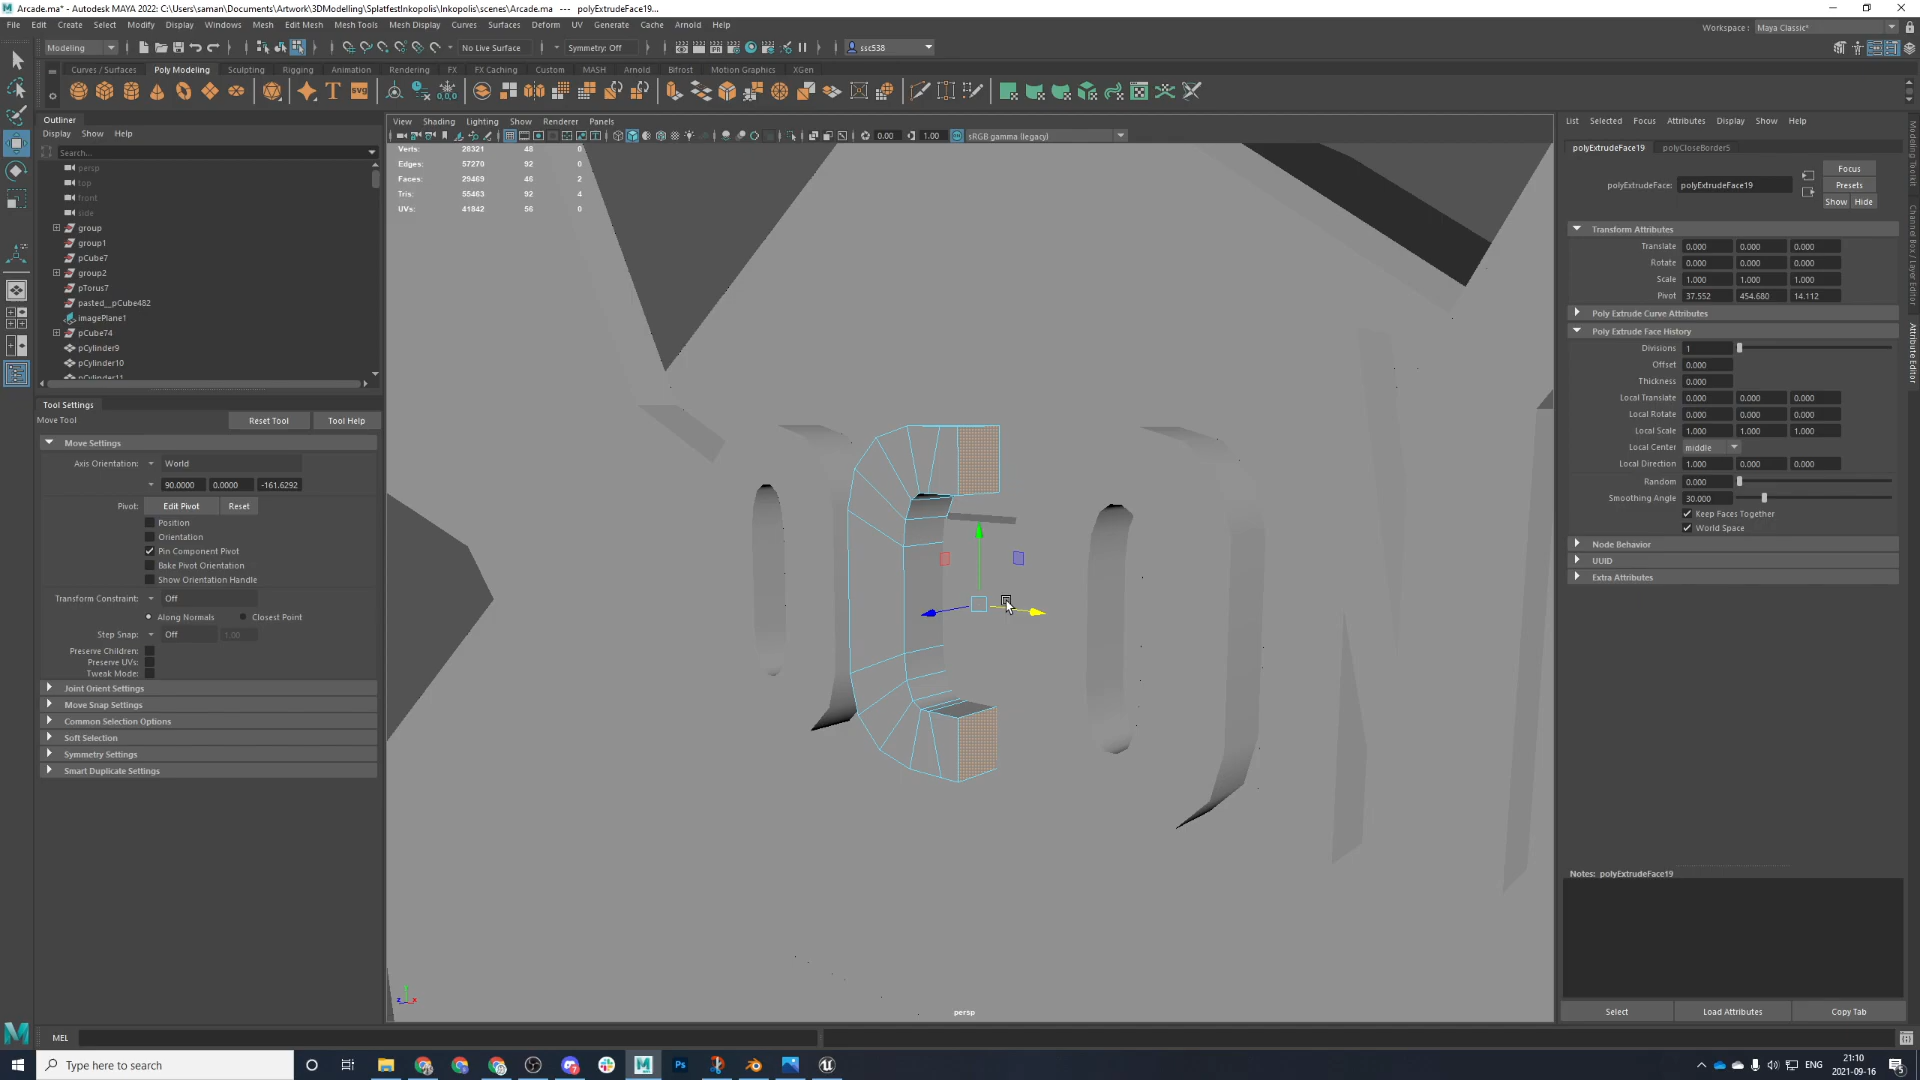 Arcade.ma* - Autodesk MAYA 2022: C:\Users\saman\Documents\Artwork\3DModelling\SplatfestInkopolis\Inkopolis\scenes\Arcade.ma --- polyExtrudeFace19...
File Edit Create Select Modify Display Windows Mesh Edit Mesh Mesh Tools Mesh Display Curves Surfaces Deform UV Generate Cache Arnold Help
Workspace : Maya Classic*
Modeling No Live Surface Symmetry: Off ssc538
Curves / Surfaces Poly Modeling Sculpting Rigging Animation Rendering FX FX Caching Custom MASH Arnold Bifrost Motion Graphics XGen
Outliner
Display Show Help
Search...
persp
top
front
side
group
group1
pCube7
group2
pTorus7
pasted__pCube482
imagePlane1
pCube74
pCylinder9
pCylinder10
pCylinder11
Tool Settings
Move Tool
Reset Tool Tool Help
Move Settings
Axis Orientation: World
90.0000 0.0000 -161.6292
Pivot: Edit Pivot Reset
Position
Orientation
Pin Component Pivot
Bake Pivot Orientation
Show Orientation Handle
Transform Constraint: Off
Along Normals Closest Point
Step Snap: Off 1.00
Preserve Children:
Preserve UVs:
Tweak Mode:
Joint Orient Settings
Move Snap Settings
Common Selection Options
Soft Selection
Symmetry Settings
Smart Duplicate Settings
View Shading Lighting Show Renderer Panels
0.00 1.00 sRGB gamma (legacy)
Verts: 28321 48 0
Edges: 57270 92 0
Faces: 29469 46 2
Tris: 55463 92 4
UVs: 41842 56 0
persp
List Selected Focus Attributes Display Show Help
polyExtrudeFace19 polyCloseBorder5
Focus
polyExtrudeFace: polyExtrudeFace19 Presets
Show Hide
Transform Attributes
Translate 0.000 0.000 0.000
Rotate 0.000 0.000 0.000
Scale 1.000 1.000 1.000
Pivot 37.552 454.680 14.112
Poly Extrude Curve Attributes
Poly Extrude Face History
Divisions 1
Offset 0.000
Thickness 0.000
Local Translate 0.000 0.000 0.000
Local Rotate 0.000 0.000 0.000
Local Scale 1.000 1.000 1.000
Local Center middle
Local Direction 1.000 0.000 0.000
Random 0.000
Smoothing Angle 30.000
Keep Faces Together
World Space
Node Behavior
UUID
Extra Attributes
Notes: polyExtrudeFace19
Select Load Attributes Copy Tab
Modeling Toolkit
Channel Box / Layer Editor
Attribute Editor
MEL
Type here to search
ENG
21:10
2021-09-16